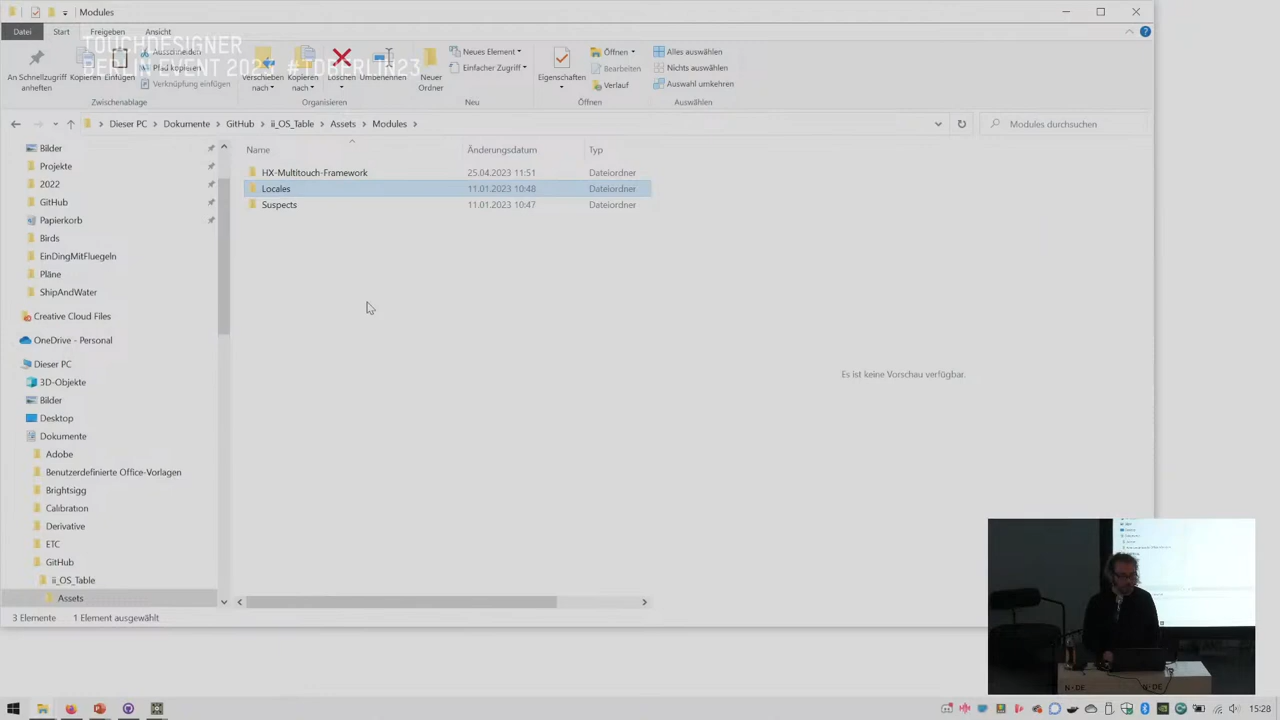 Modules
Datei
Start
Freigeben
Ansicht
TOUCHDESIGNER
BERLIN EVENT 2023 #TDBERLIN23
An Schnellzugriff
anheften
Kopieren
Einfügen
Ausschneiden
Pfad kopieren
Verknüpfung einfügen
Zwischenablage
Verschieben
nach
Kopieren
nach
Löschen
Umbenennen
Organisieren
Neuer
Ordner
Neues Element
Einfacher Zugriff
Neu
Eigenschaften
Öffnen
Bearbeiten
Verlauf
Öffnen
Alles auswählen
Nichts auswählen
Auswahl umkehren
Auswählen
Dieser PC > Dokumente > GitHub > ii_OS_Table > Assets > Modules >
Modules durchsuchen
Bilder
Projekte
2022
GitHub
Papierkorb
Birds
EinDingMitFluegeln
Pläne
ShipAndWater
Creative Cloud Files
OneDrive - Personal
Dieser PC
3D-Objekte
Bilder
Desktop
Dokumente
Adobe
Benutzerdefinierte Office-Vorlagen
Brightsigg
Calibration
Derivative
ETC
GitHub
ii_OS_Table
Assets
Name Änderungsdatum Typ
HX-Multitouch-Framework 25.04.2023 11:51 Dateiordner
Locales 11.01.2023 10:48 Dateiordner
Suspects 11.01.2023 10:47 Dateiordner
Es ist keine Vorschau verfügbar.
3 Elemente 1 Element ausgewählt
15:28